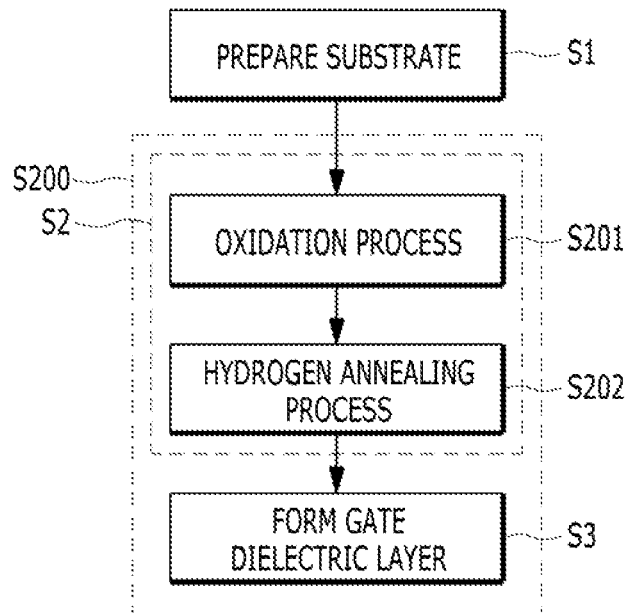 PREPARE SUBSTRATE
S1
S200
S2
OXIDATION PROCESS
S201
HYDROGEN ANNEALING
PROCESS
S202
FORM GATE
DIELECTRIC LAYER
S3